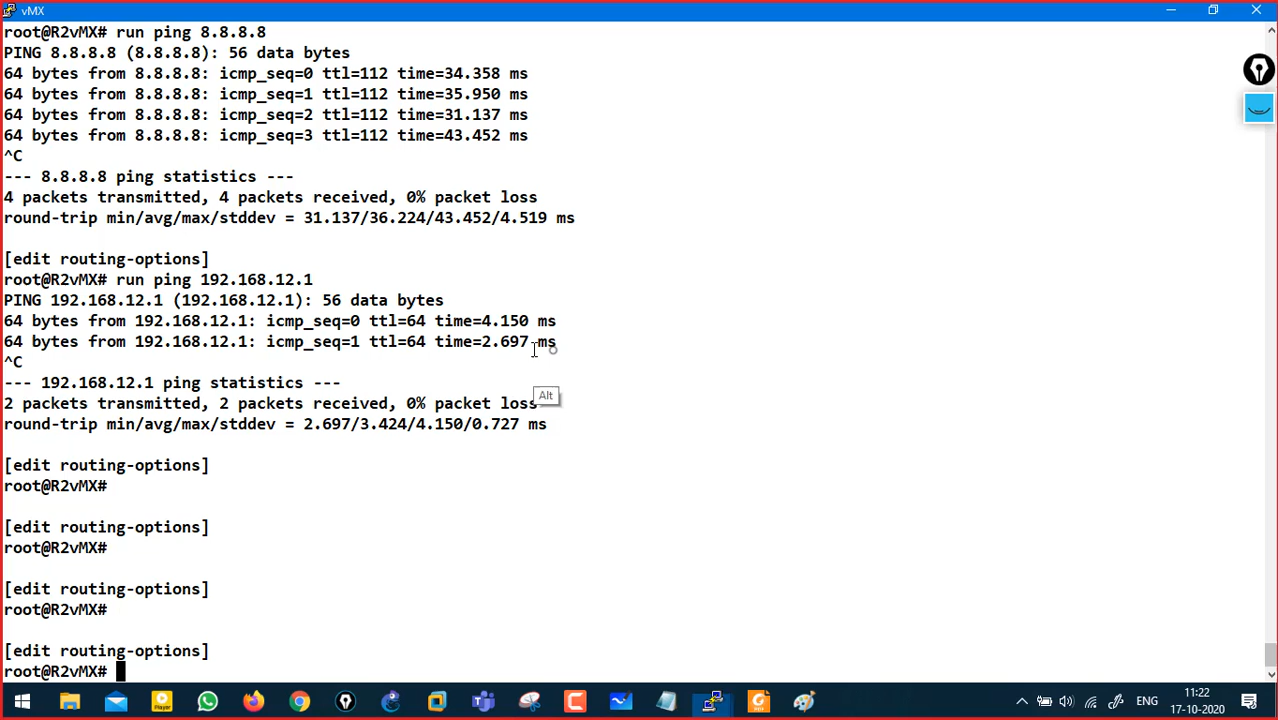 vMX
root@R2vMX# run ping 8.8.8.8
PING 8.8.8.8 (8.8.8.8): 56 data bytes
64 bytes from 8.8.8.8: icmp_seq=0 ttl=112 time=34.358 ms
64 bytes from 8.8.8.8: icmp_seq=1 ttl=112 time=35.950 ms
64 bytes from 8.8.8.8: icmp_seq=2 ttl=112 time=31.137 ms
64 bytes from 8.8.8.8: icmp_seq=3 ttl=112 time=43.452 ms
^C
--- 8.8.8.8 ping statistics ---
4 packets transmitted, 4 packets received, 0% packet loss
round-trip min/avg/max/stddev = 31.137/36.224/43.452/4.519 ms
[edit routing-options]
root@R2vMX# run ping 192.168.12.1
PING 192.168.12.1 (192.168.12.1): 56 data bytes
64 bytes from 192.168.12.1: icmp_seq=0 ttl=64 time=4.150 ms
64 bytes from 192.168.12.1: icmp_seq=1 ttl=64 time=2.697 ms
^C
--- 192.168.12.1 ping statistics ---
Alt
2 packets transmitted, 2 packets received, 0% packet loss
round-trip min/avg/max/stddev = 2.697/3.424/4.150/0.727 ms
[edit routing-options]
root@R2vMX#
[edit routing-options]
root@R2vMX#
[edit routing-options]
root@R2vMX#
[edit routing-options]
root@R2vMX#
Player
PDF
ENG
11:22
17-10-2020